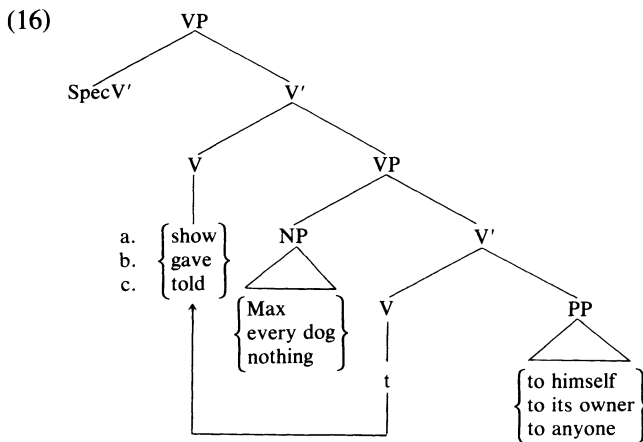 (16) VP
SpecV′ V′
V VP
a. show NP V′
b. gave
c. told V PP
Max
every dog
nothing
t to himself
to its owner
to anyone